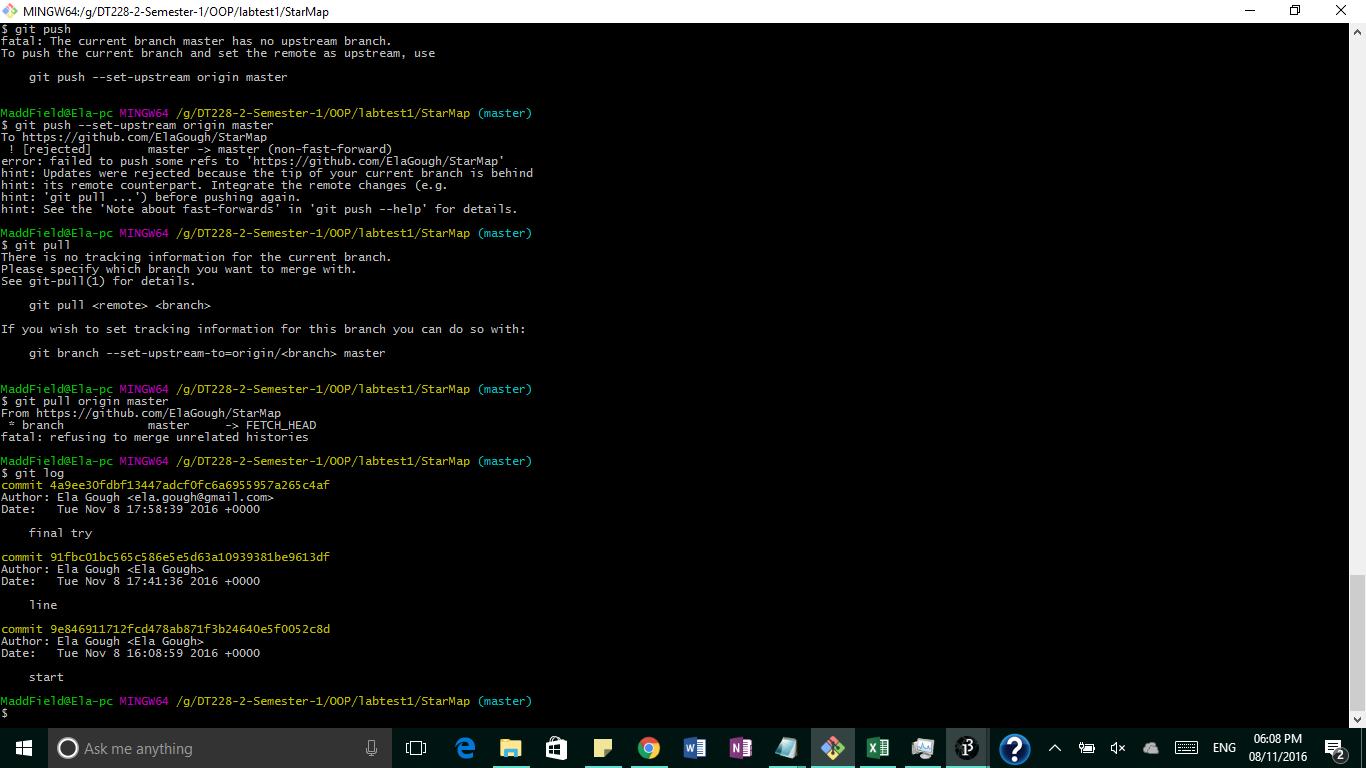 MINGW64:/g/DT228-2-Semester-1/OOP/labtest1/StarMap
$ git push
fatal: The current branch master has no upstream branch.
To push the current branch and set the remote as upstream, use
git push --set-upstream origin master
MaddField@Ela-pc MINGW64 /g/DT228-2-Semester-1/OOP/labtest1/StarMap (master)
$ git push --set-upstream origin master
To https://github.com/ElaGough/StarMap
! [rejected] master -> master (non-fast-forward)
error: failed to push some refs to 'https://github.com/ElaGough/StarMap'
hint: Updates were rejected because the tip of your current branch is behind
hint: its remote counterpart. Integrate the remote changes (e.g.
hint: 'git pull ...') before pushing again.
hint: See the 'Note about fast-forwards' in 'git push --help' for details.
MaddField@Ela-pc MINGW64 /g/DT228-2-Semester-1/OOP/labtest1/StarMap (master)
$ git pull
There is no tracking information for the current branch.
Please specify which branch you want to merge with.
See git-pull(1) for details.
git pull <remote> <branch>
If you wish to set tracking information for this branch you can do so with:
git branch --set-upstream-to=origin/<branch> master
MaddField@Ela-pc MINGW64 /g/DT228-2-Semester-1/OOP/labtest1/StarMap (master)
$ git pull origin master
From https://github.com/ElaGough/StarMap
* branch master -> FETCH_HEAD
fatal: refusing to merge unrelated histories
MaddField@Ela-pc MINGW64 /g/DT228-2-Semester-1/OOP/labtest1/StarMap (master)
$ git log
commit 4a9ee30fdbf13447adcf0fc6a6955957a265c4af
Author: Ela Gough <ela.gough@gmail.com>
Date: Tue Nov 8 17:58:39 2016 +0000
final try
commit 91fbc01bc565c586e5e5d63a10939381be9613df
Author: Ela Gough <Ela Gough>
Date: Tue Nov 8 17:41:36 2016 +0000
line
commit 9e846911712fcd478ab871f3b24640e5f0052c8d
Author: Ela Gough <Ela Gough>
Date: Tue Nov 8 16:08:59 2016 +0000
start
MaddField@Ela-pc MINGW64 /g/DT228-2-Semester-1/OOP/labtest1/StarMap (master)
$
Ask me anything
ENG
06:08 PM
08/11/2016
2